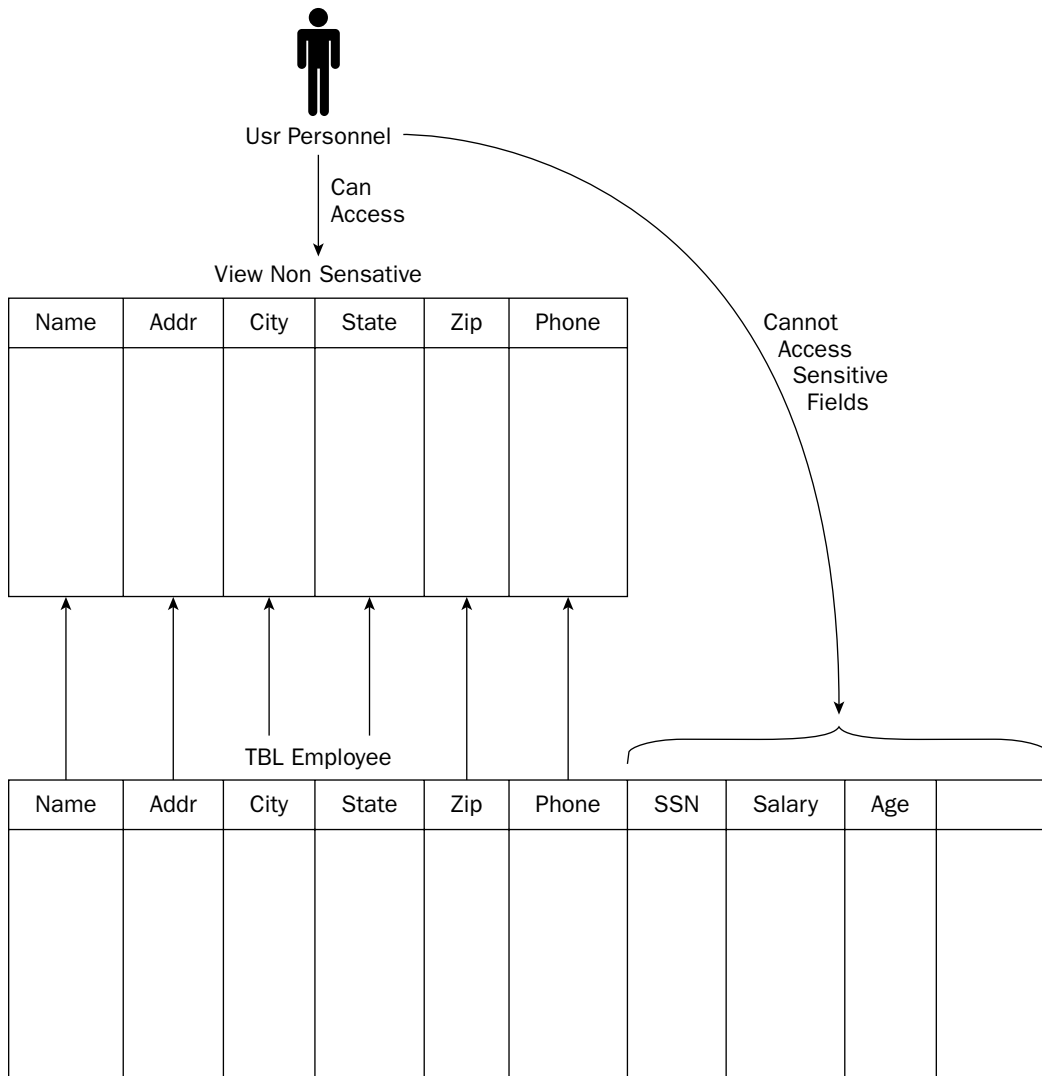 Usr Personnel
Can
Access
View Non Sensative
Name Addr City State Zip Phone
Cannot
Access
Sensitive
Fields
TBL Employee
Name Addr City State Zip Phone SSN Salary Age